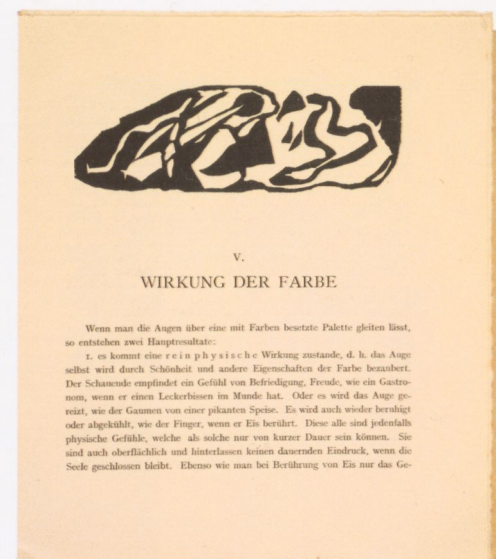 V.
WIRKUNG DER FARBE
Wenn man die Augen über eine mit Farben besetzte Palette gleiten lässt,
so entstehen zwei Hauptresultate:
1. es kommt eine rein physische Wirkung zustande, d. h. das Auge
selbst wird durch Schönheit und andere Eigenschaften der Farbe bezaubert.
Der Schauende empfindet ein Gefühl von Befriedigung, Freude, wie ein Gastro-
nom, wenn er einen Leckerbissen im Munde hat. Oder es wird das Auge ge-
reizt, wie der Gaumen von einer pikanten Speise. Es wird auch wieder beruhigt
oder abgekühlt, wie der Finger, wenn er Eis berührt. Diese alle sind jedenfalls
physische Gefühle, welche als solche nur von kurzer Dauer sein können. Sie
sind auch oberflächlich und hinterlassen keinen dauernden Eindruck, wenn die
Seele geschlossen bleibt. Ebenso wie man bei Berührung von Eis nur das Ge-